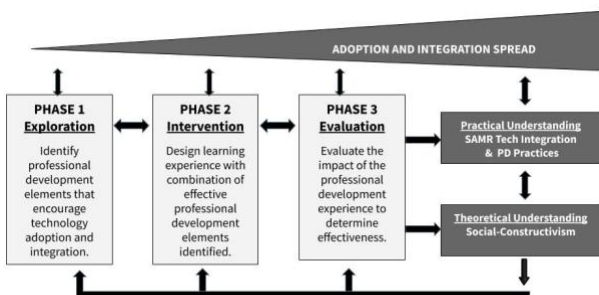 ADOPTION AND INTEGRATION SPREAD
PHASE 1
Exploration
Identify
professional
development
elements that
encourage
technology
adoption and
integration.
PHASE 2
Intervention
Design learning
experience with
combination of
effective
professional
development
elements
identified.
PHASE 3
Evaluation
Evaluate the
impact of the
professional
development
experience to
determine
effectiveness.
Practical Understanding
SAMR Tech Integration
& PD Practices
Theoretical Understanding
Social-Constructivism